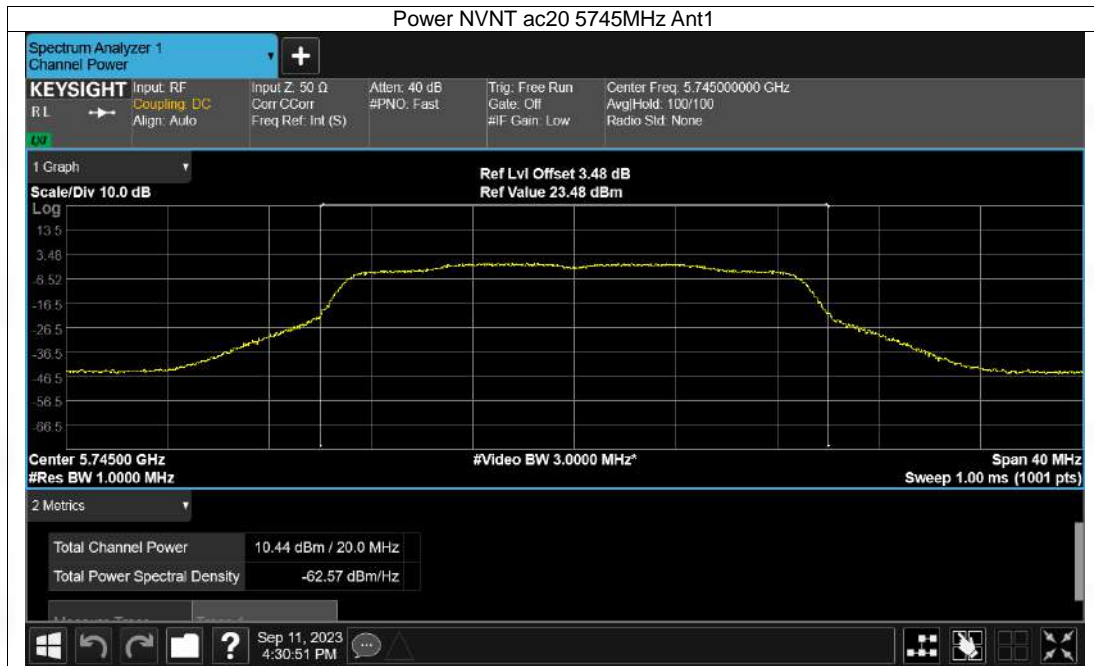 Power NVNT ac20 5745MHz Ant1
Spectrum Analyzer 1
Channel Power
KEYSIGHT
R L
Input: RF
Coupling: DC
Align: Auto
Input Z: 50 Ω
Corr CCorr
Freq Ref: Int (S)
Atten: 40 dB
#PNO: Fast
Trig: Free Run
Gate: Off
#IF Gain: Low
Center Freq: 5.745000000 GHz
Avg|Hold: 100/100
Radio Std: None
1 Graph
Scale/Div 10.0 dB
Ref Lvl Offset 3.48 dB
Ref Value 23.48 dBm
Log
13.5
3.48
-6.52
-16.5
-26.5
-36.5
-46.5
-56.5
-66.5
Center 5.74500 GHz
#Res BW 1.0000 MHz
#Video BW 3.0000 MHz*
Span 40 MHz
Sweep 1.00 ms (1001 pts)
2 Metrics
Total Channel Power 10.44 dBm / 20.0 MHz
Total Power Spectral Density -62.57 dBm/Hz
?
Sep 11, 2023
4:30:51 PM